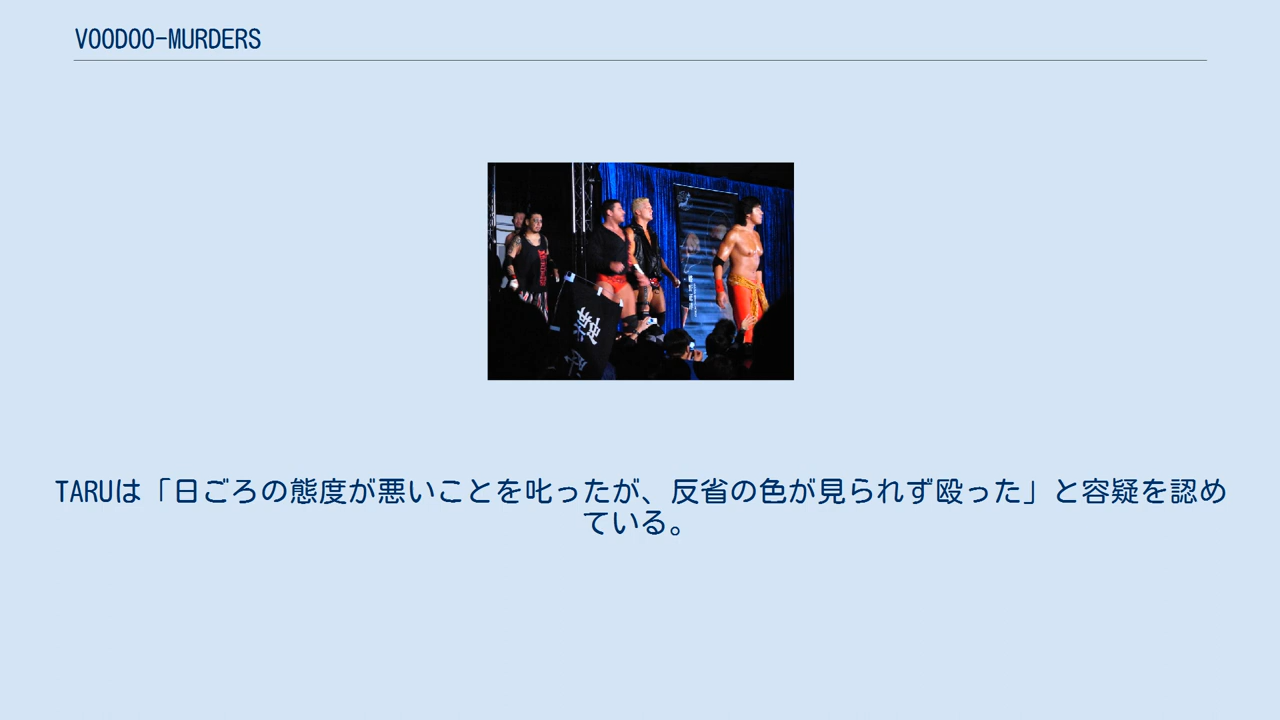 VOODOO-MURDERS
TARUは「日ごろの態度が悪いことを叱ったが、反省の色が見られず殴った」と容疑を認め
ている。